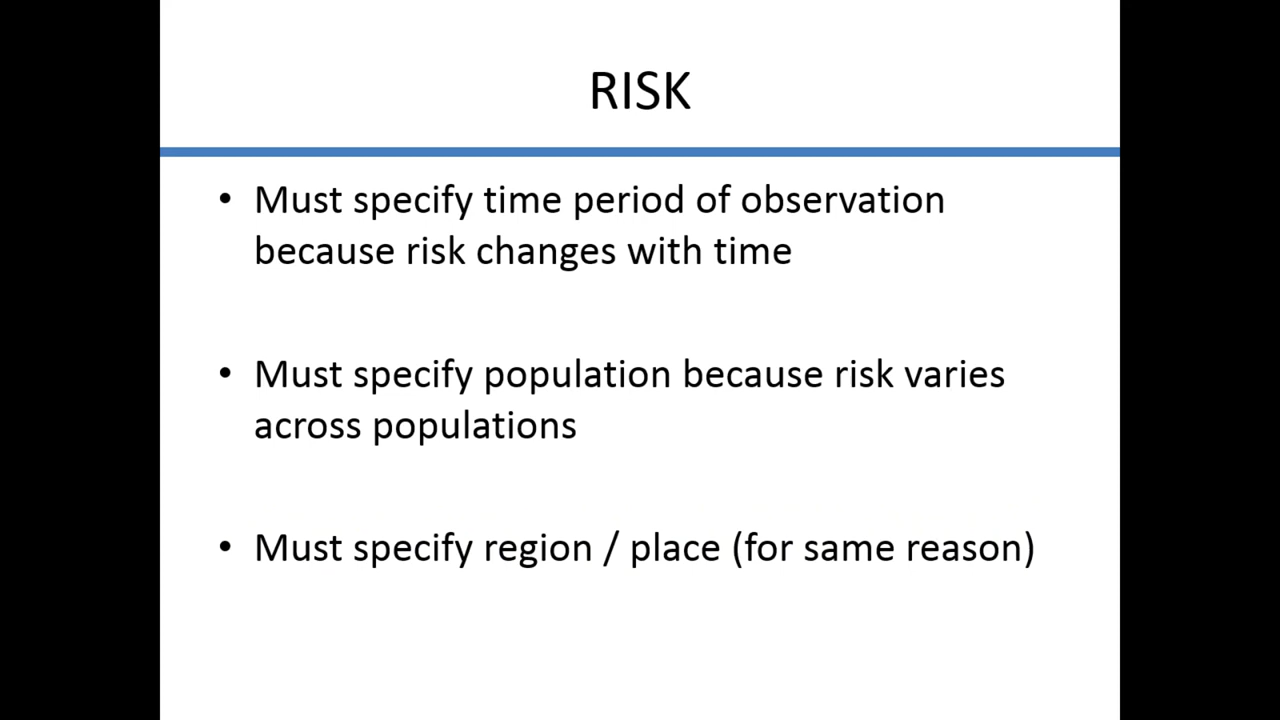 RISK
• Must specify time period of observation
because risk changes with time
• Must specify population because risk varies
across populations
• Must specify region / place (for same reason)